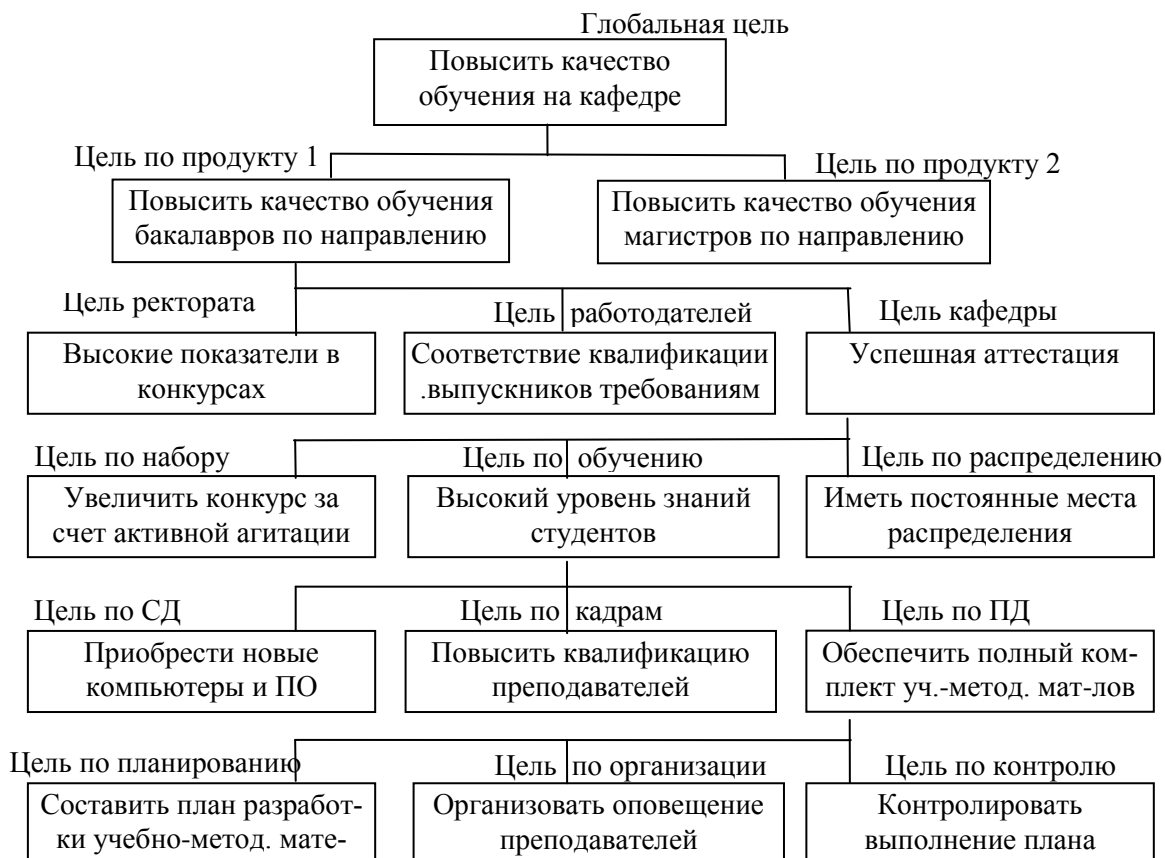 Глобальная цель
Повысить качество
обучения на кафедре
Цель по продукту 1
Цель по продукту 2
Повысить качество обучения
бакалавров по направлению
Повысить качество обучения
магистров по направлению
Цель ректората
Цель работодателей
Цель кафедры
Высокие показатели в
конкурсах
Соответствие квалификации
.выпускников требованиям
Успешная аттестация
Цель по набору
Цель по обучению
Цель по распределению
Увеличить конкурс за
счет активной агитации
Высокий уровень знаний
студентов
Иметь постоянные места
распределения
Цель по СД
Цель по кадрам
Цель по ПД
Приобрести новые
компьютеры и ПО
Повысить квалификацию
преподавателей
Обеспечить полный ком-
плект уч.-метод. мат-лов
Цель по планированию
Цель по организации
Цель по контролю
Составить план разработ-
ки учебно-метод. мате-
Организовать оповещение
преподавателей
Контролировать
выполнение плана